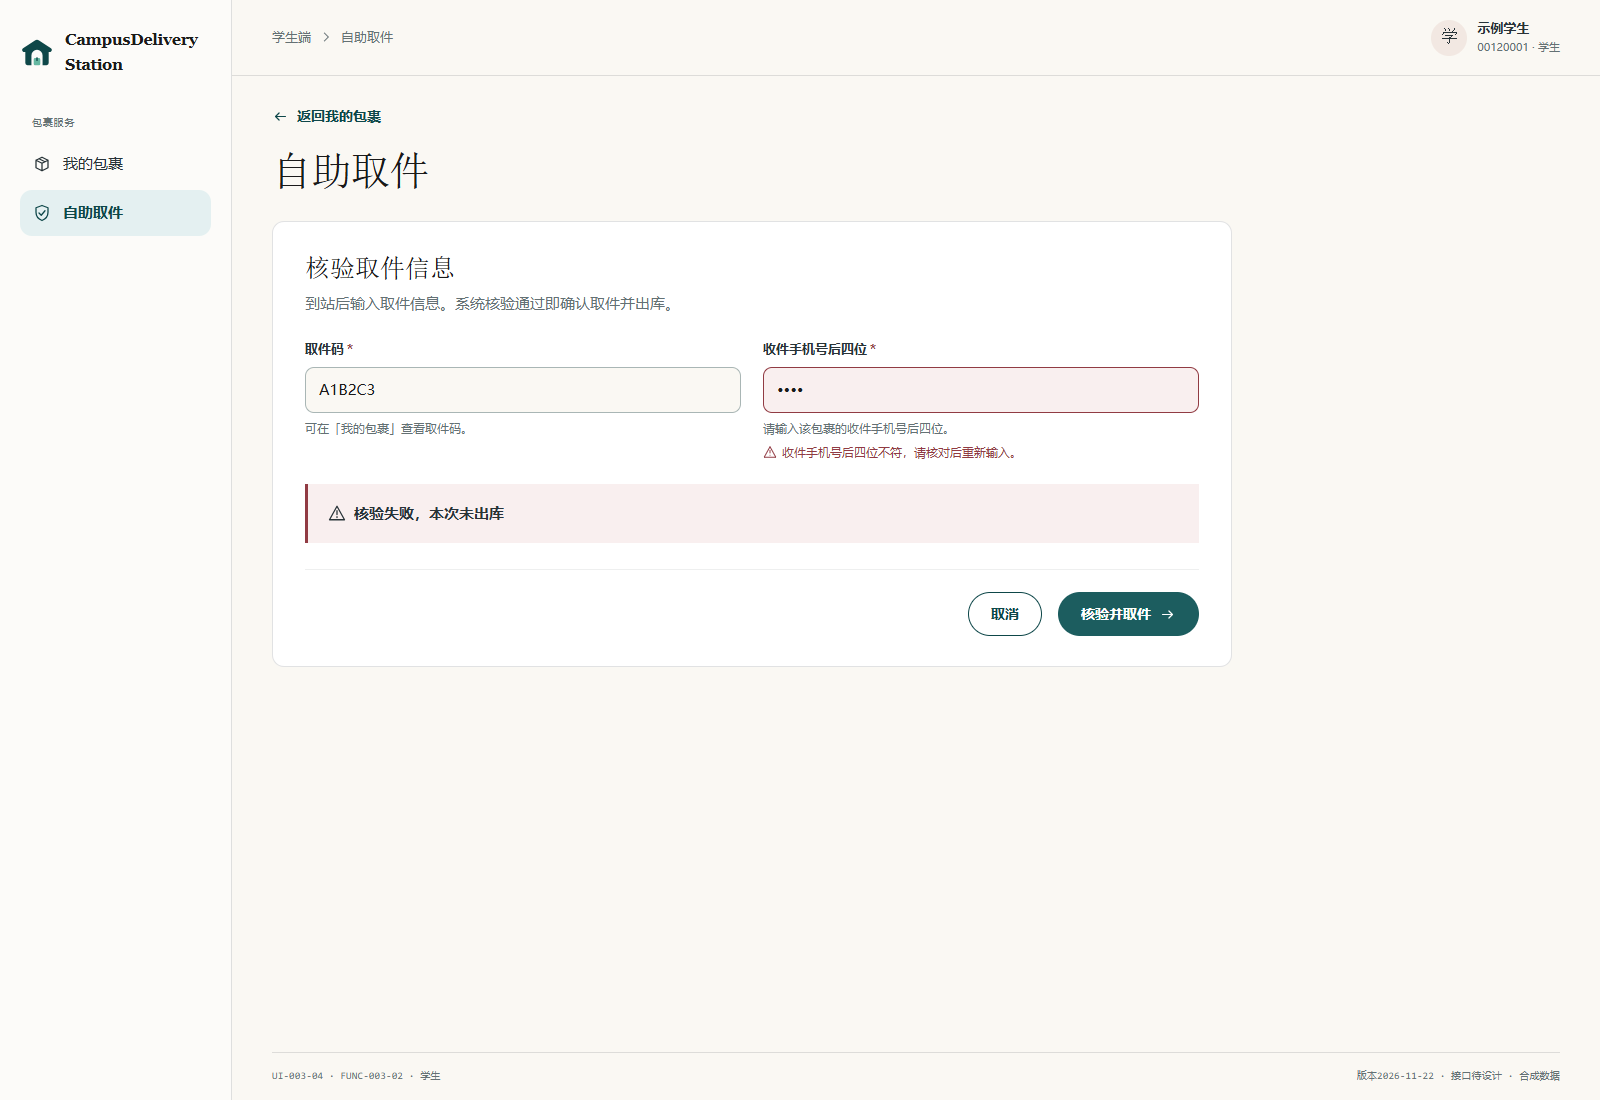 CampusDelivery
Station
包裹服务
我的包裹
自助取件
学生端 > 自助取件
学
示例学生
00120001 · 学生
← 返回我的包裹
自助取件
核验取件信息
到站后输入取件信息。系统核验通过即确认取件并出库。
取件码 *
A1B2C3
可在「我的包裹」查看取件码。
收件手机号后四位 *
••••
请输入该包裹的收件手机号后四位。
收件手机号后四位不符，请核对后重新输入。
核验失败，本次未出库
取消
核验并取件 →
UI-003-04 · FUNC-003-02 · 学生
版本2026-11-22 · 接口待设计 · 合成数据